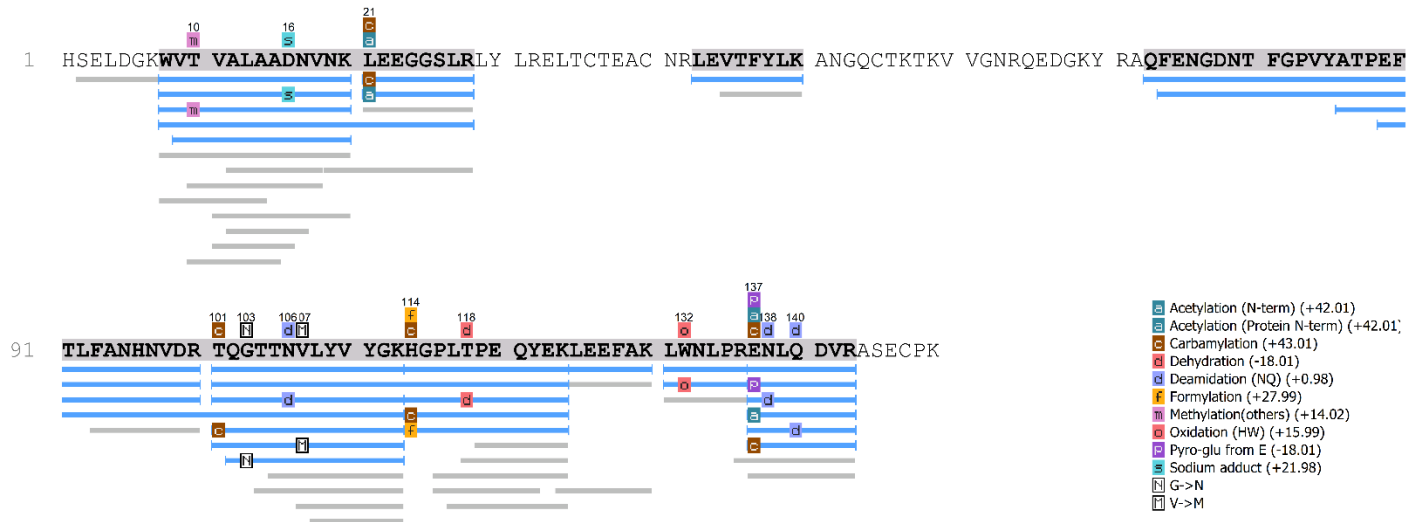 21
10 16 c
m s a
1 HSELDGKWVT VALAADNVNK LEEGGSLRLY LRELTCTEAC NRLEVTFYLK ANGQCTKTKV VGNRQEDGKY RAQFENGDNT FGPVYATPEF
c
s a
m
137
114 p
101 103 106 07 f 118 132 a 138 140
c N d M c d o c d d
91 TLFANHNVDR TQGTTNVLYV YGKHGPLTPE QYEKLEEFAK LWNLPRENLQ DVRASECPK
o p
d d d
c a
c f d
M c
N
a Acetylation (N-term) (+42.01)
a Acetylation (Protein N-term) (+42.01)
c Carbamylation (+43.01)
d Dehydration (-18.01)
d Deamidation (NQ) (+0.98)
f Formylation (+27.99)
m Methylation(others) (+14.02)
o Oxidation (HW) (+15.99)
p Pyro-glu from E (-18.01)
s Sodium adduct (+21.98)
N G->N
M V->M